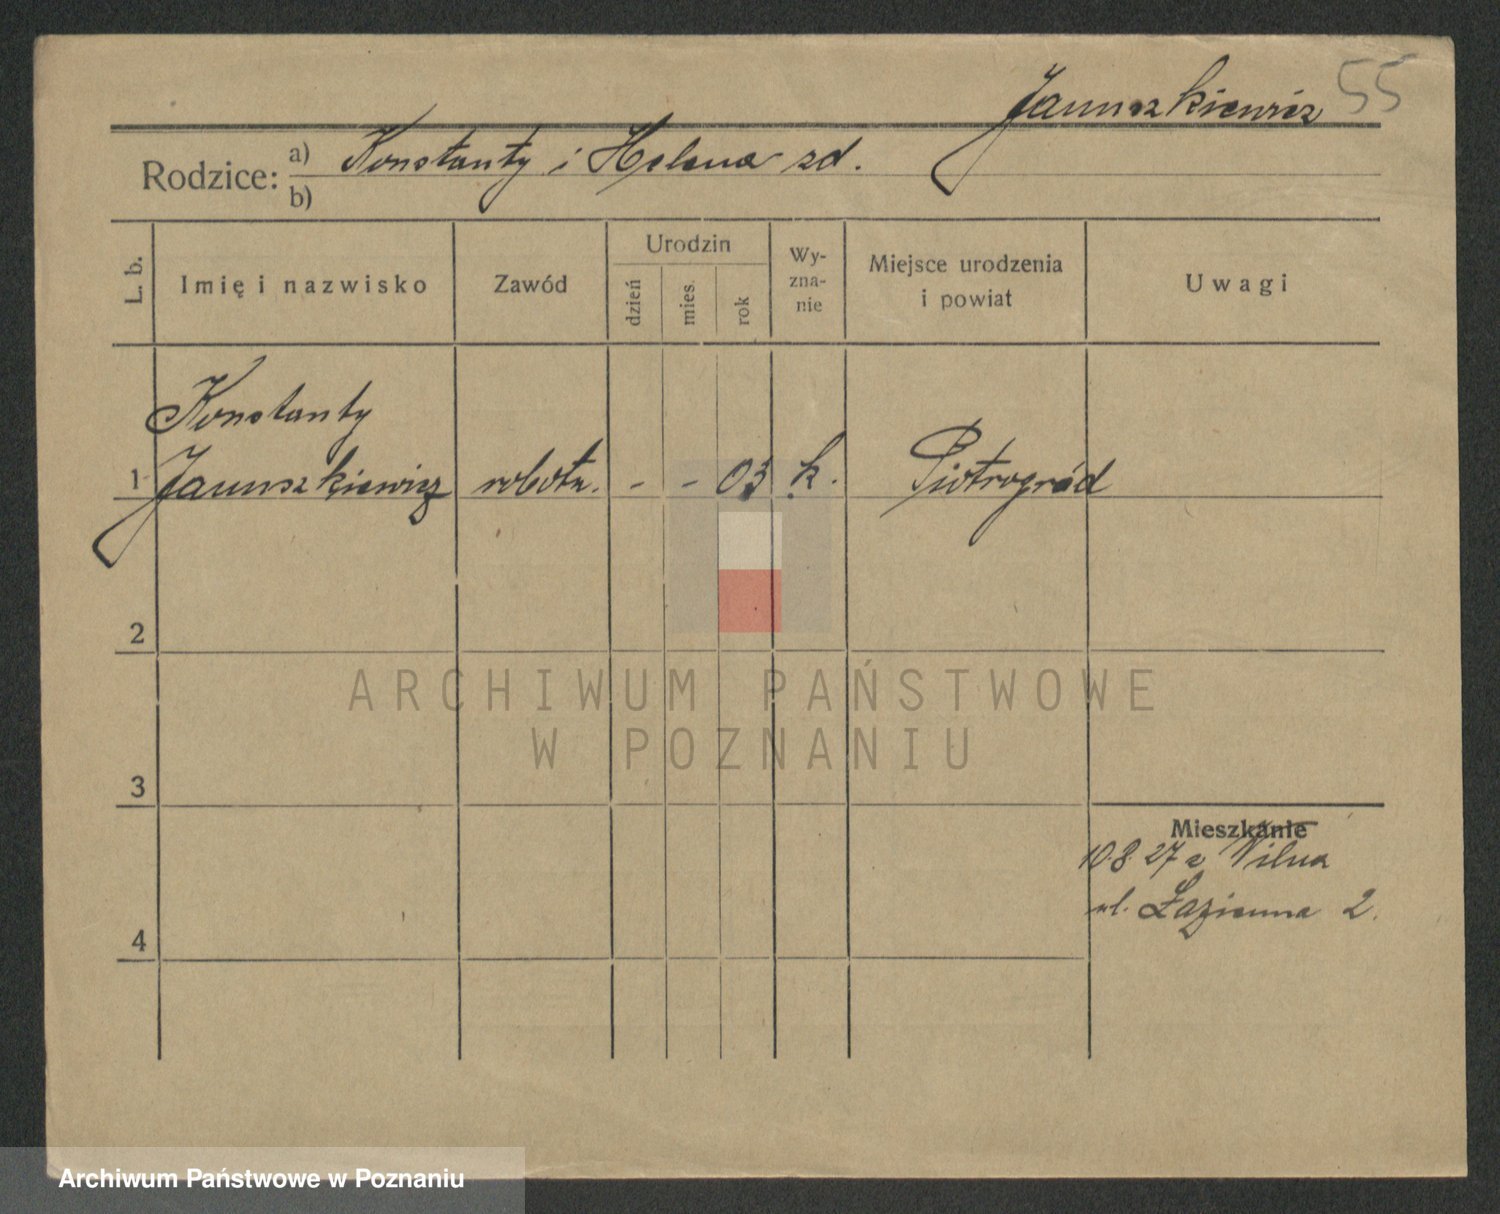 Januszkiewicz 55
Rodzice: a) Konstanty i Helena zd.
b)
L. b. Imię i nazwisko Zawód Urodzin dzień mies. rok Wyzna-nie Miejsce urodzenia i powiat Uwagi
Konstanty
1 Januszkiewicz robotn. - - 03 k. Piotrogród
2
ARCHIWUM PAŃSTWOWE
W POZNANIU
3
Mieszkanie
10.8.27 z Wilna
ul. Łazienna 2.
4
Archiwum Państwowe w Poznaniu